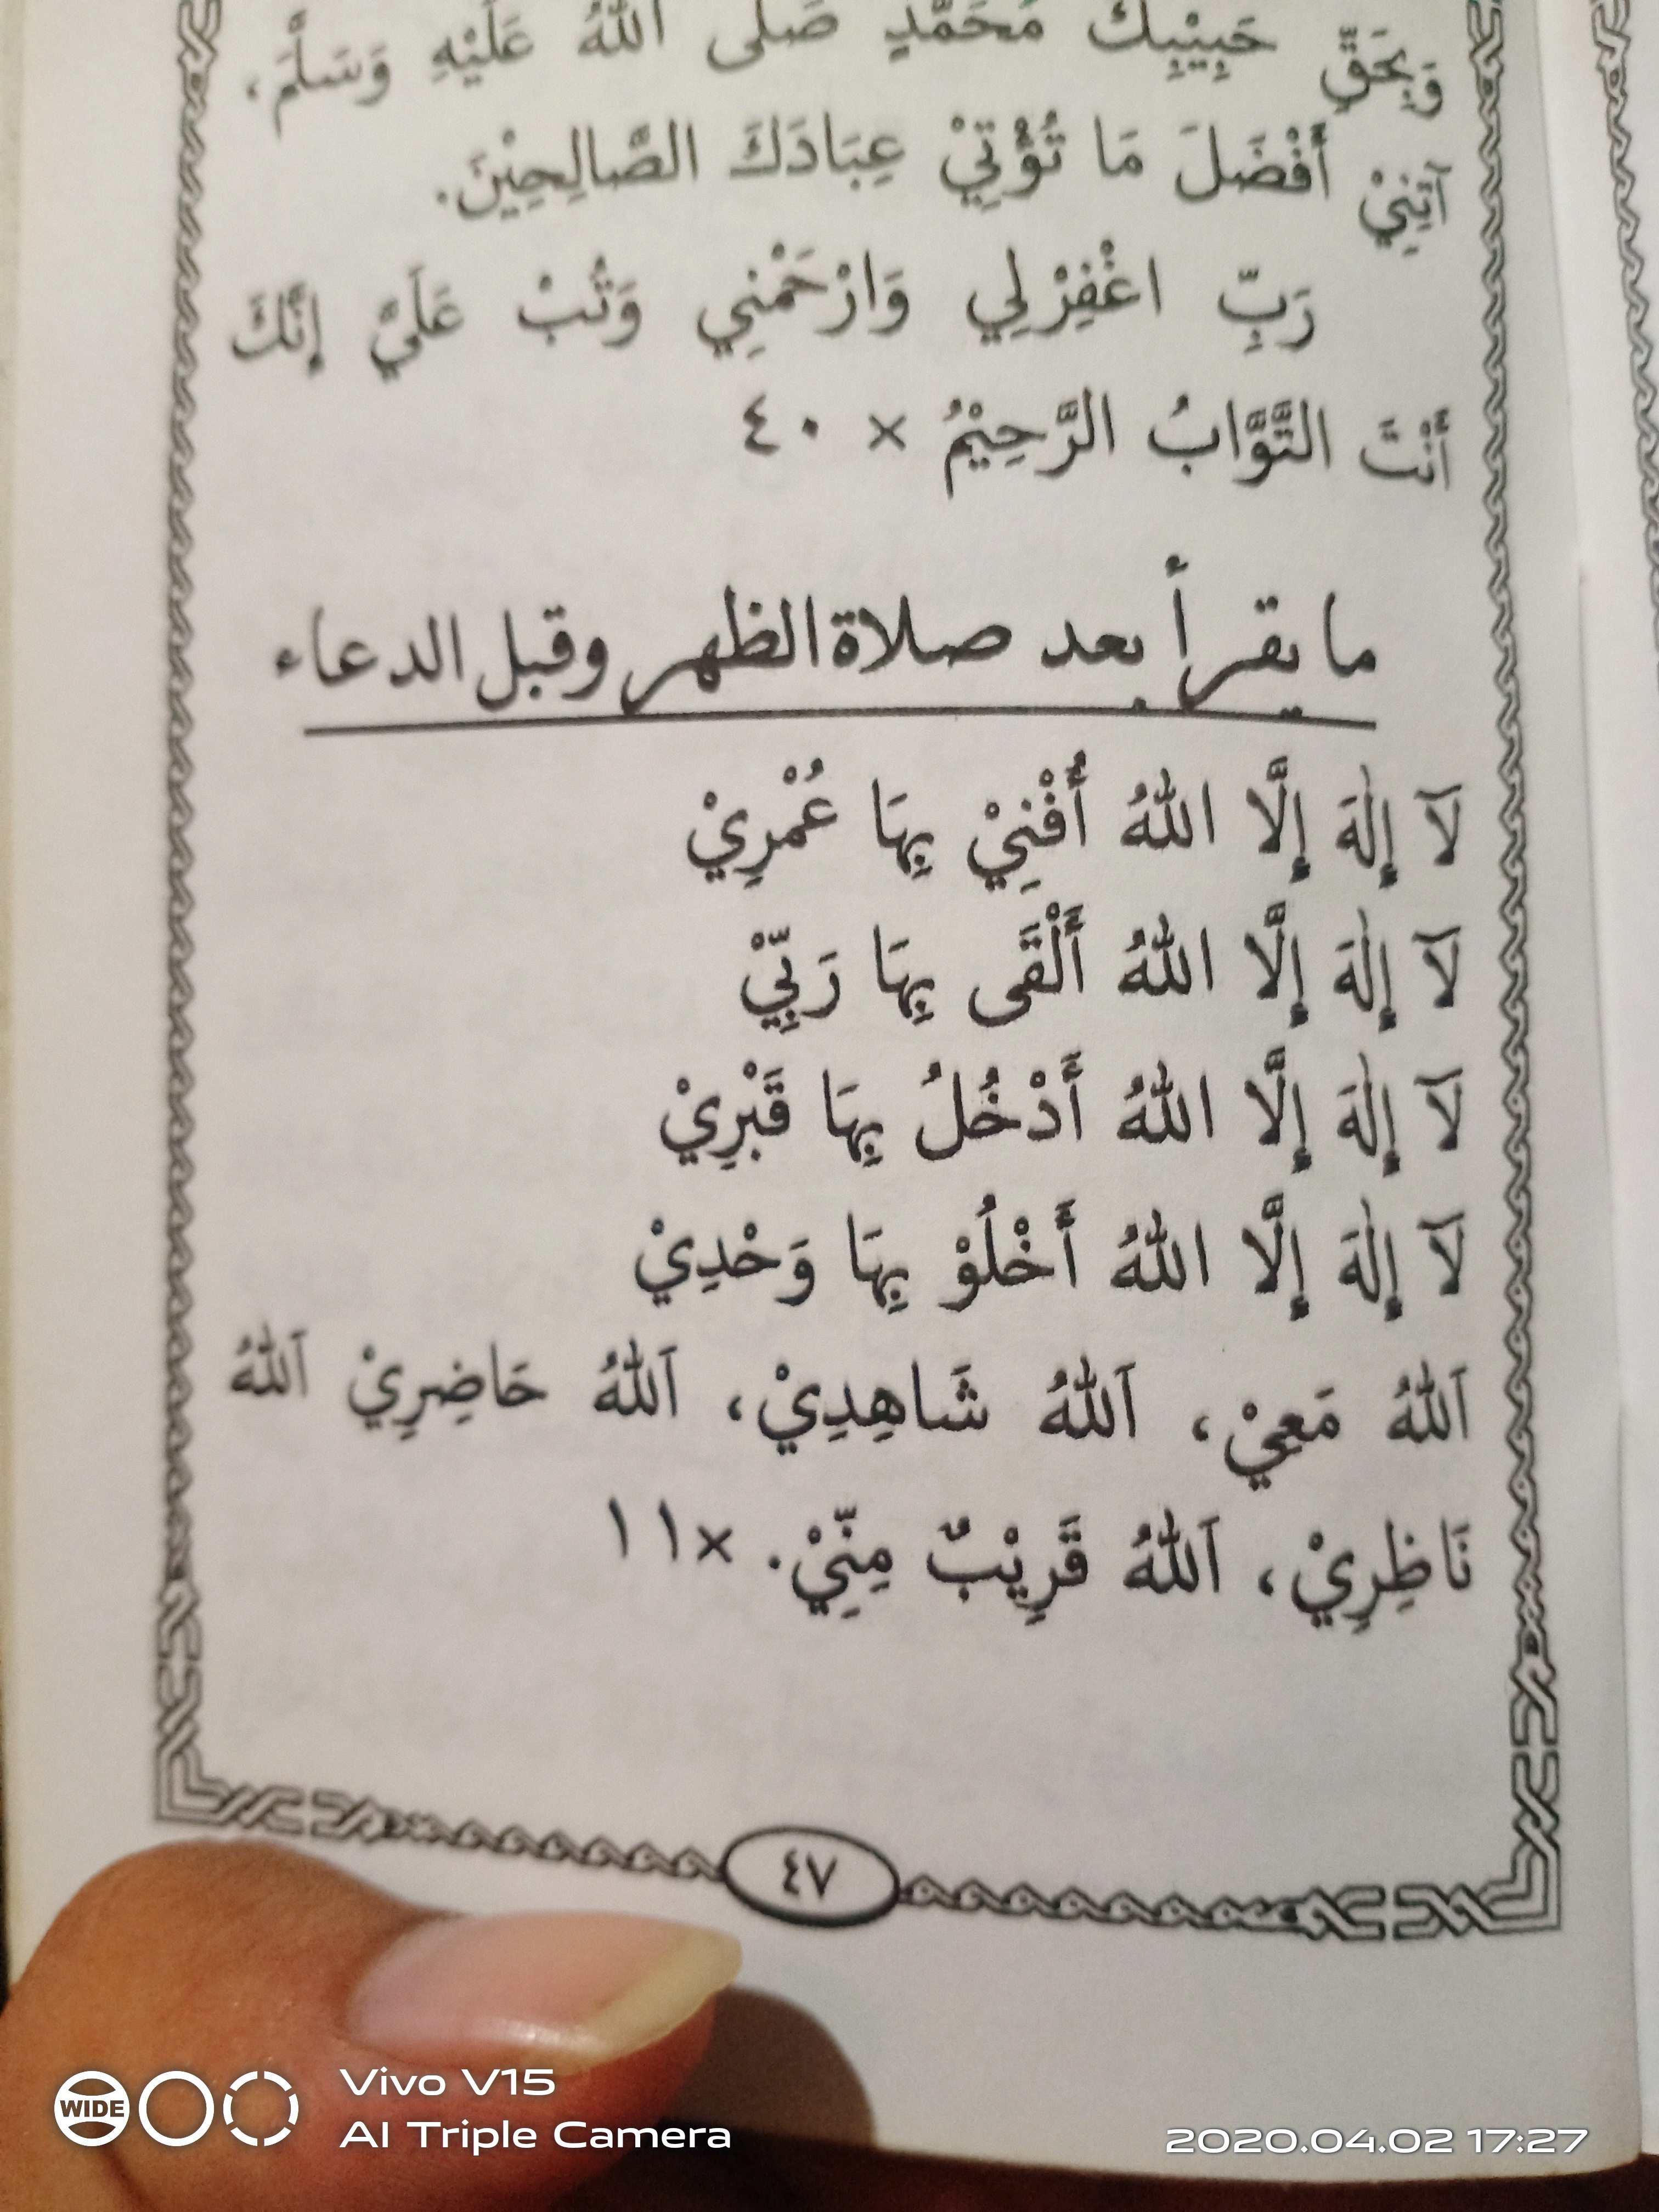 وَبِحَقِّ حَبِيْبِكَ مُحَمَّدٍ صَلَّى اللهُ عَلَيْهِ وَسَلَّمَ،
آتِنِيْ أَفْضَلَ مَا تُؤْتِيْ عِبَادَكَ الصَّالِحِيْنَ.
رَبِّ اغْفِرْلِي وَارْحَمْنِي وَتُبْ عَلَيَّ إِنَّكَ
أَنْتَ التَّوَّابُ الرَّحِيْمُ × ٤٠
ما يقرأ بعد صلاة الظهر وقبل الدعاء
لَآ إِلٰهَ إِلَّا اللهُ أُفْنِيْ بِهَا عُمْرِيْ
لَآ إِلٰهَ إِلَّا اللهُ أَلْقَى بِهَا رَبِّيْ
لَآ إِلٰهَ إِلَّا اللهُ أَدْخُلُ بِهَا قَبْرِيْ
لَآ إِلٰهَ إِلَّا اللهُ أَخْلُوْ بِهَا وَحْدِيْ
اَللهُ مَعِيْ، اَللهُ شَاهِدِيْ، اَللهُ حَاضِرِيْ اَللهُ
نَاظِرِيْ، اَللهُ قَرِيْبٌ مِنِّيْ. ×١١
٤٧
WIDE
Vivo V15
AI Triple Camera
2020.04.02 17:27